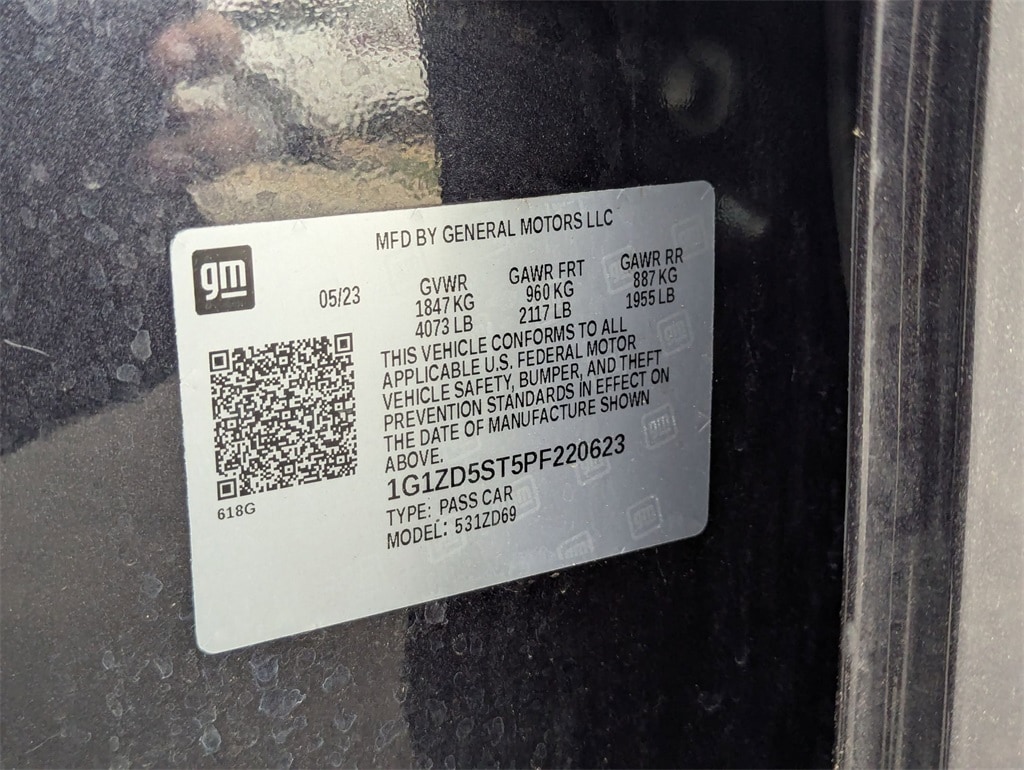 MFD BY GENERAL MOTORS LLC
gm
05/23
GVWR
1847 KG
4073 LB
GAWR FRT
960 KG
2117 LB
GAWR RR
887 KG
1955 LB
THIS VEHICLE CONFORMS TO ALL
APPLICABLE U.S. FEDERAL MOTOR
VEHICLE SAFETY, BUMPER, AND THEFT
PREVENTION STANDARDS IN EFFECT ON
THE DATE OF MANUFACTURE SHOWN
ABOVE.
1G1ZD5ST5PF220623
TYPE: PASS CAR
MODEL: 531ZD69
618G